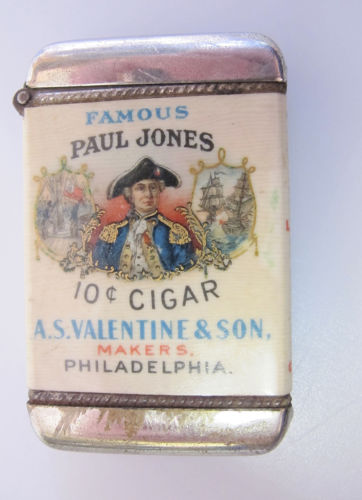 FAMOUS
PAUL JONES
10¢ CIGAR
A.S. VALENTINE & SON,
MAKERS.
PHILADELPHIA.